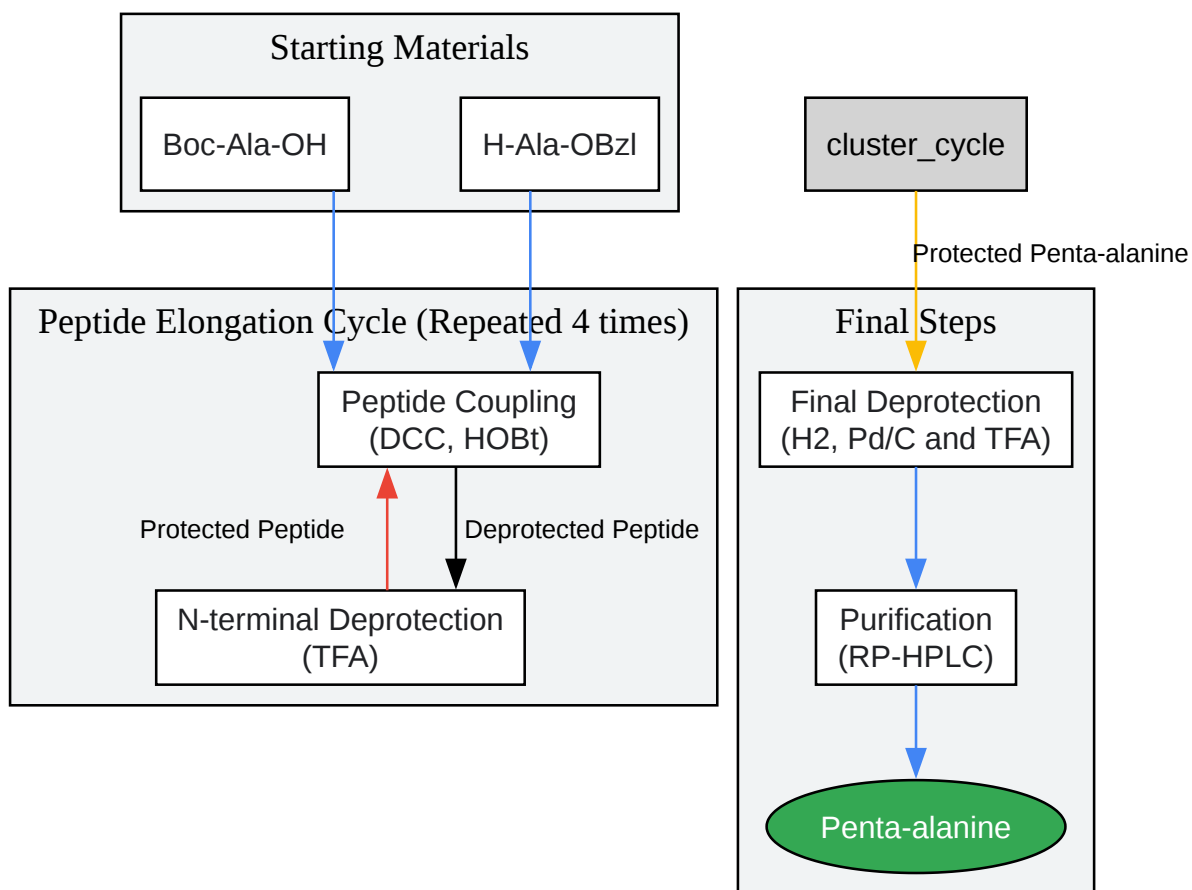 Starting Materials
Boc-Ala-OH
H-Ala-OBzl
cluster_cycle
Protected Penta-alanine
Peptide Elongation Cycle (Repeated 4 times)
Peptide Coupling
(DCC, HOBt)
Protected Peptide
Deprotected Peptide
N-terminal Deprotection
(TFA)
Final Steps
Final Deprotection
(H2, Pd/C and TFA)
Purification
(RP-HPLC)
Penta-alanine